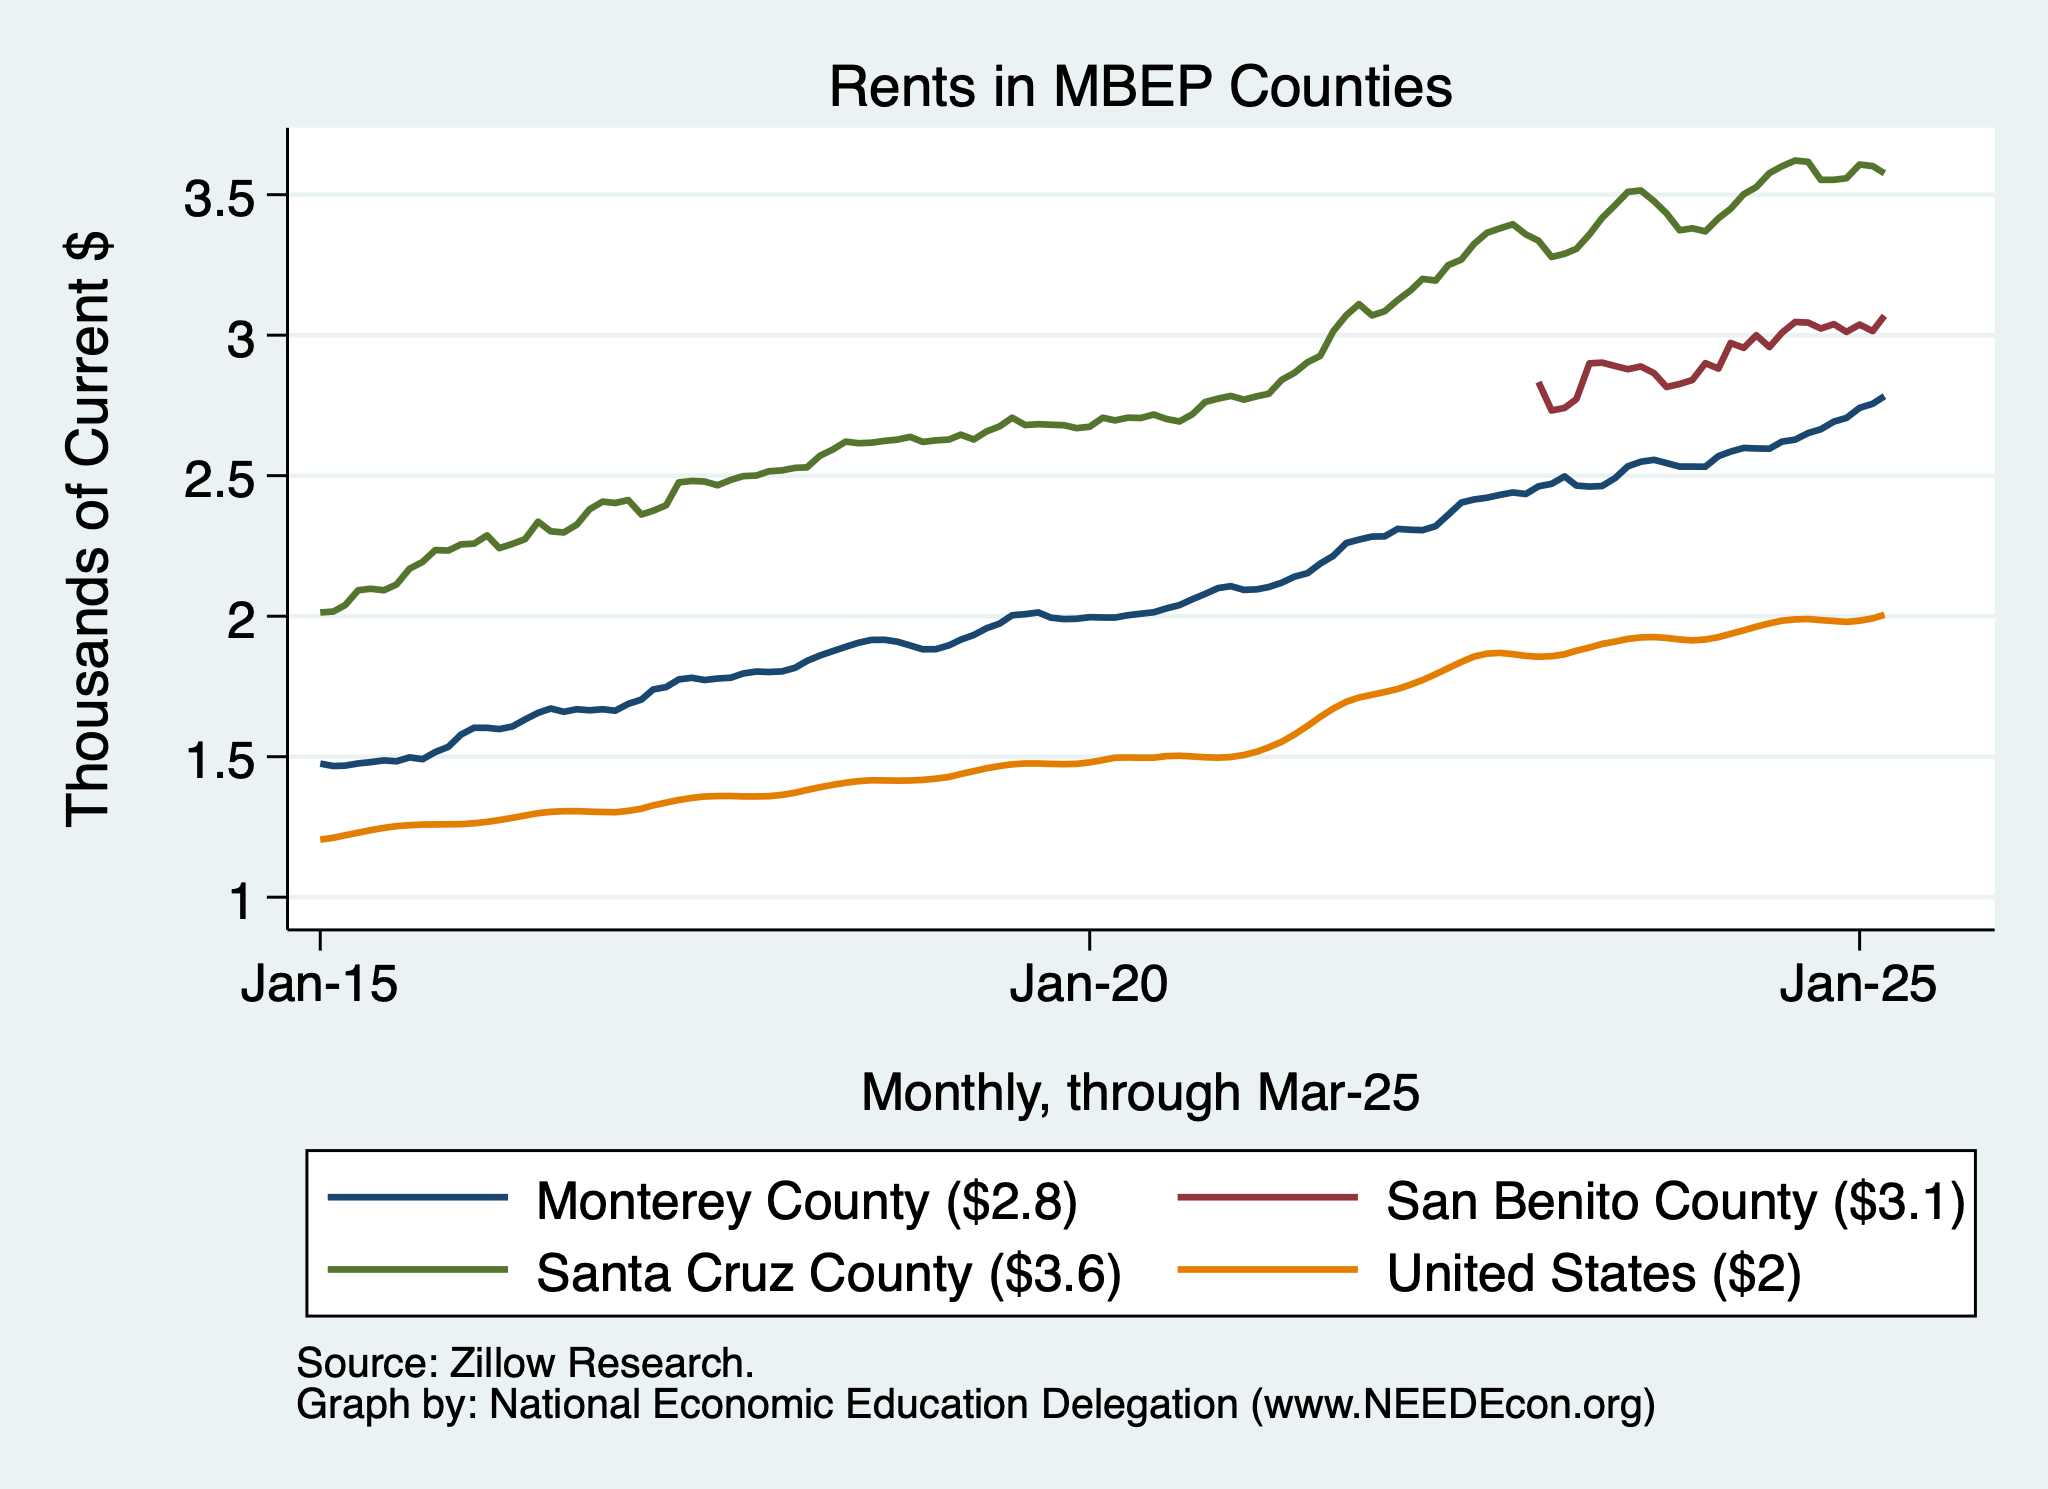 Rents in MBEP Counties
Thousands of Current $
3.5
3
2.5
2
1.5
1
Jan-15 Jan-20 Jan-25
Monthly, through Mar-25
Monterey County ($2.8) San Benito County ($3.1)
Santa Cruz County ($3.6) United States ($2)
Source: Zillow Research.
Graph by: National Economic Education Delegation (www.NEEDEcon.org)